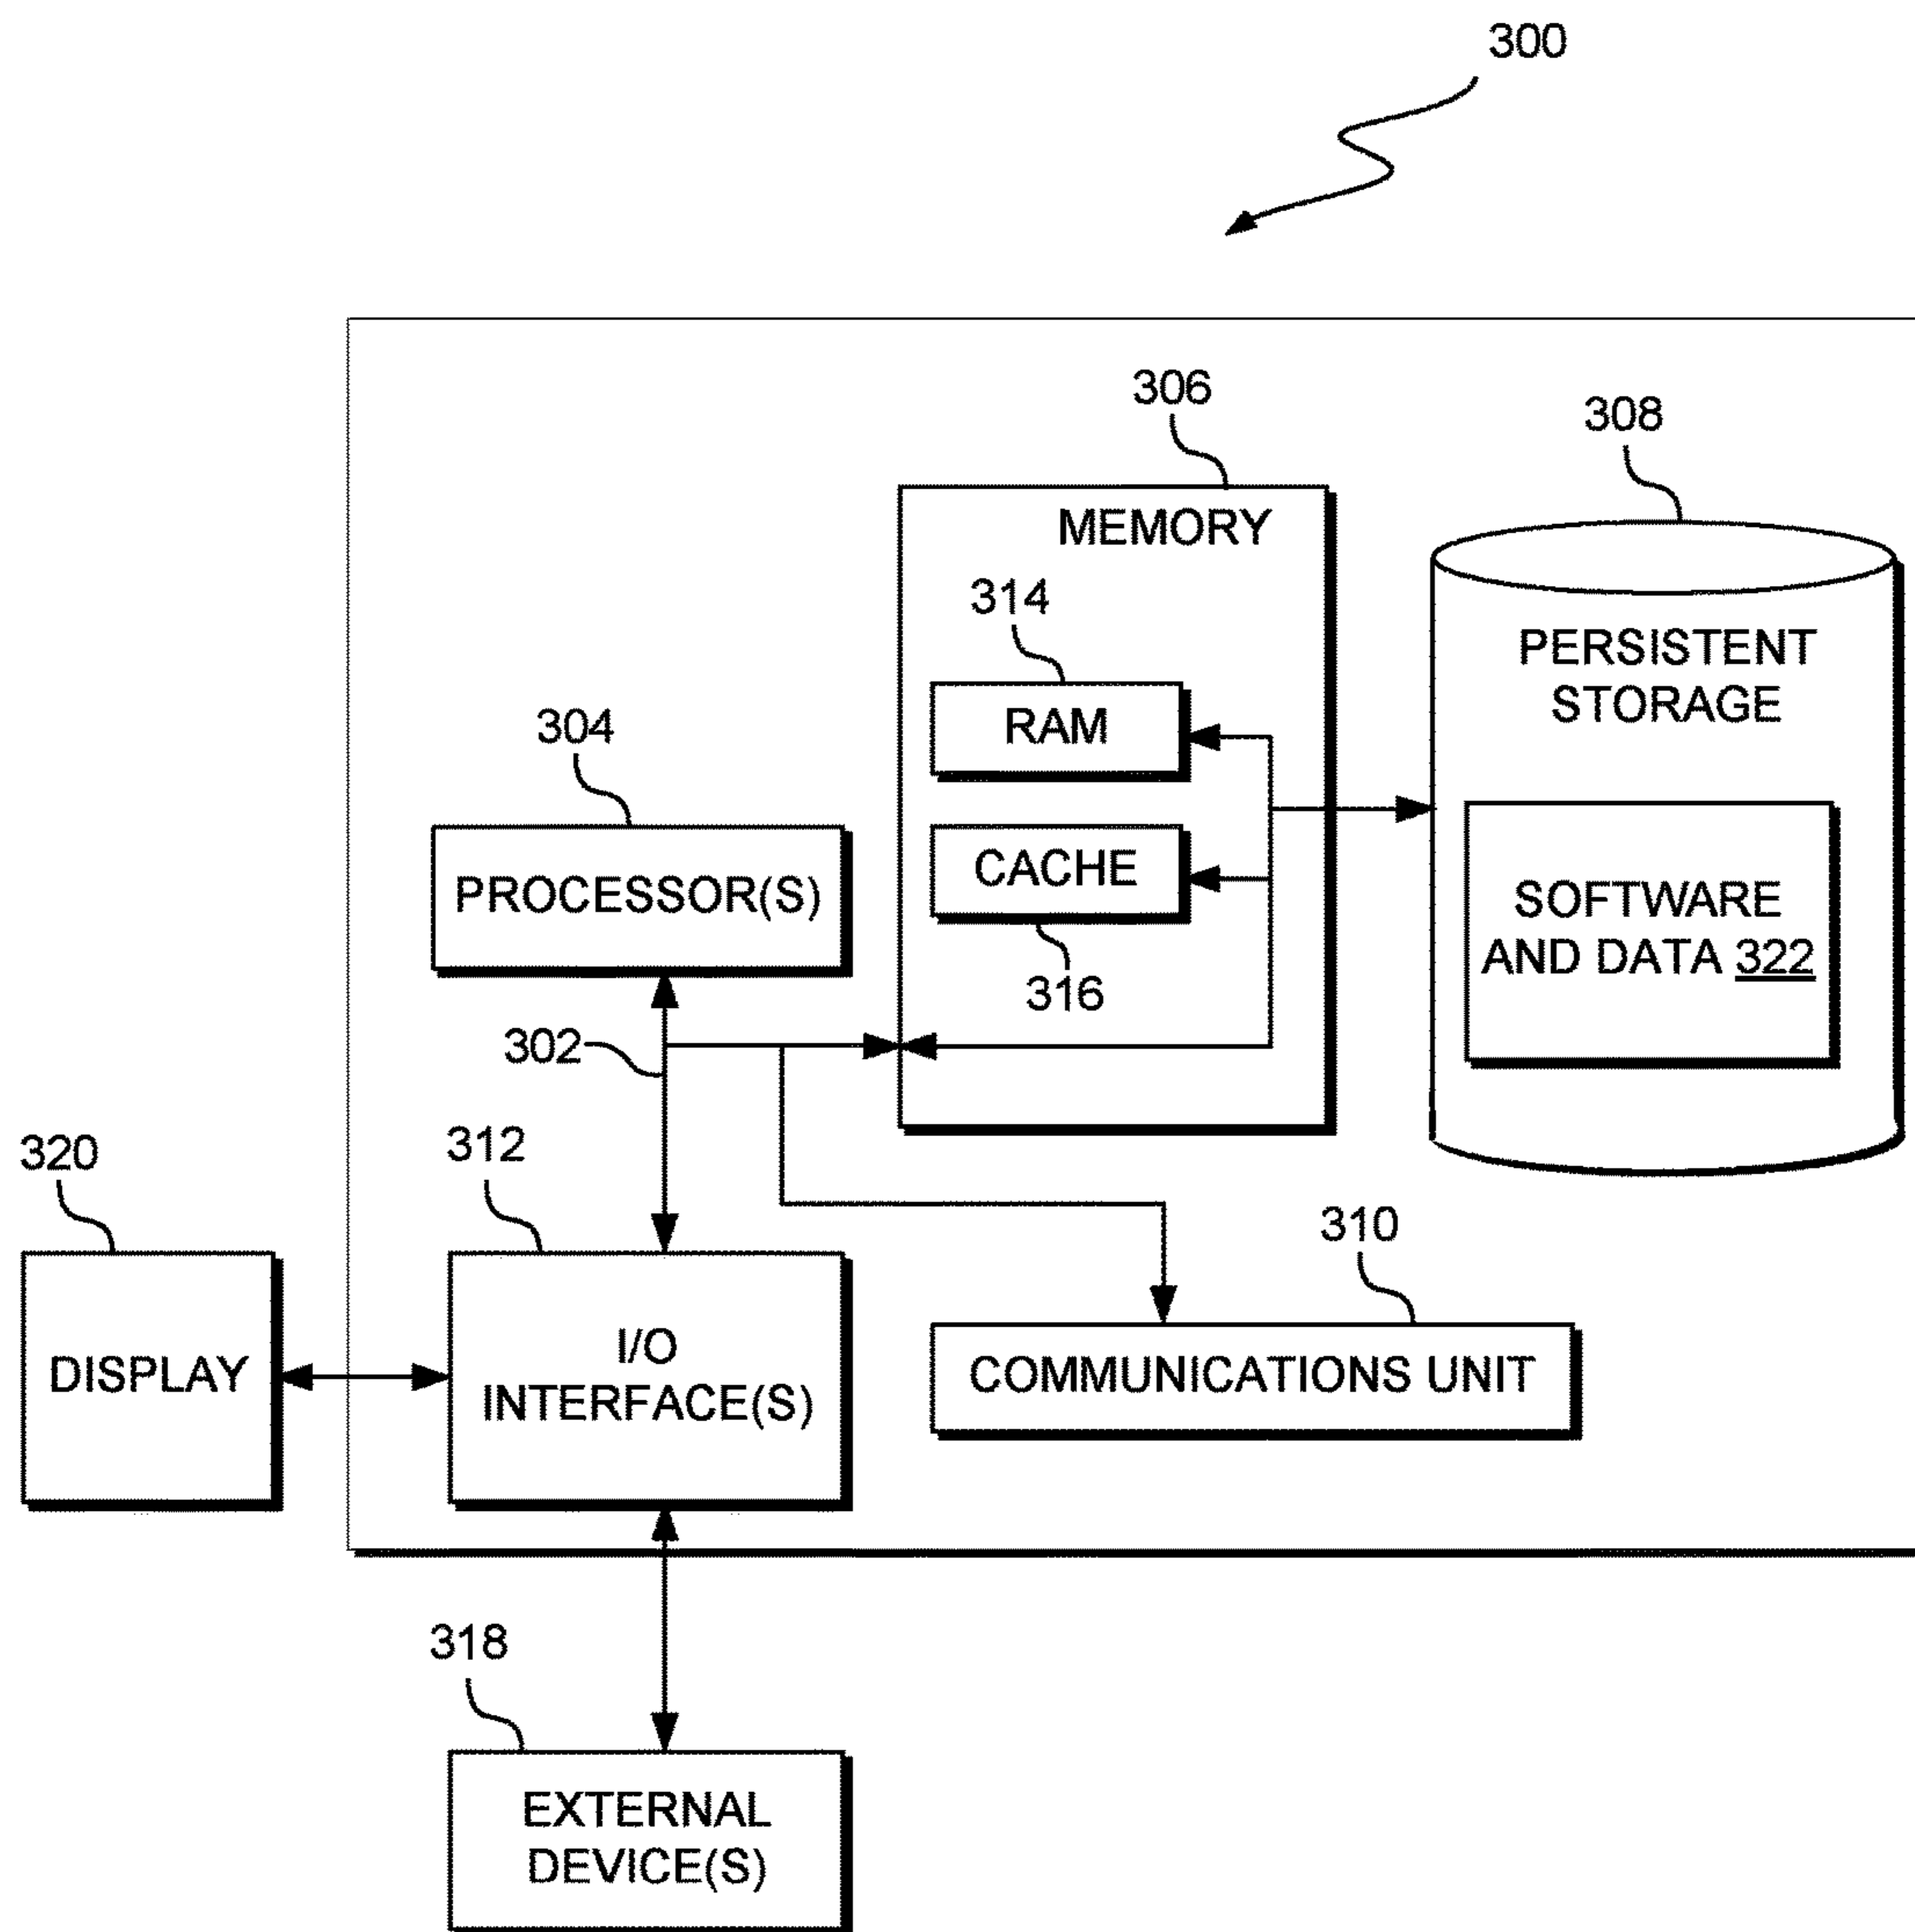 300
306
308
MEMORY
314
RAM
PERSISTENT
STORAGE
304
PROCESSOR(S)
CACHE
316
SOFTWARE
AND DATA 322
302
320
312
310
DISPLAY
I/O
INTERFACE(S)
COMMUNICATIONS UNIT
318
EXTERNAL
DEVICE(S)